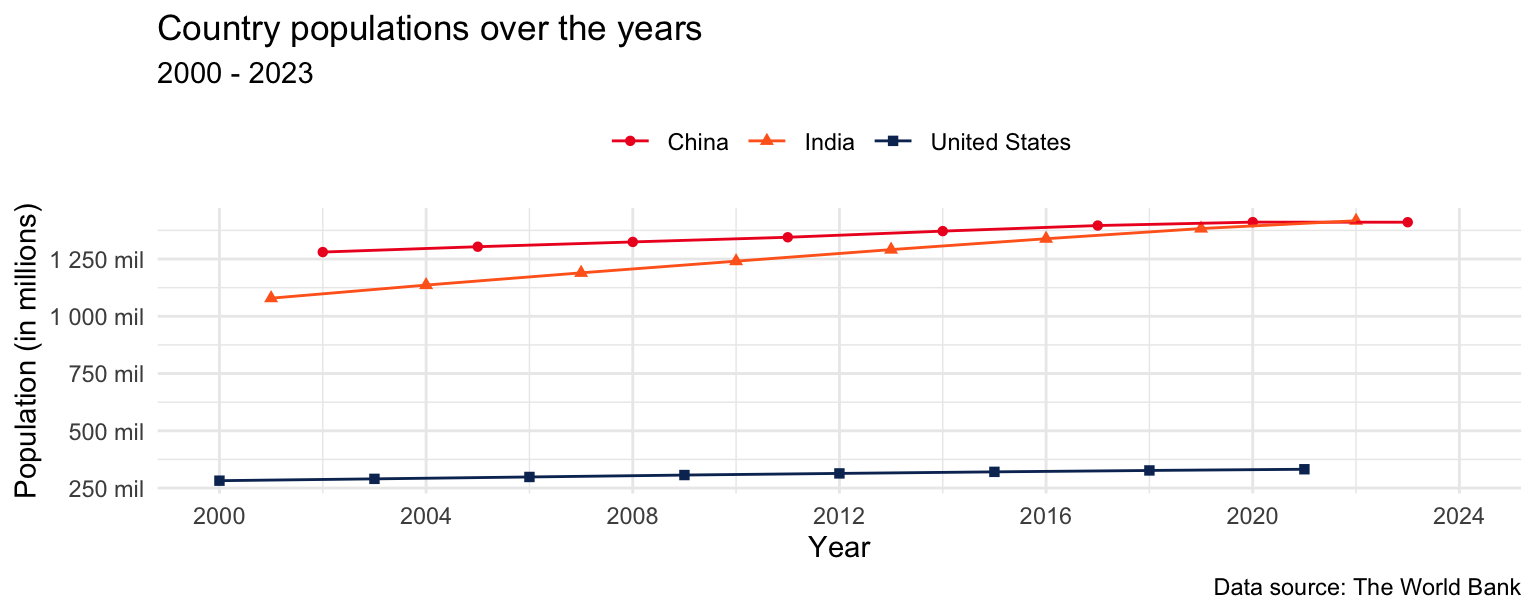 Country populations over the years
2000 - 2023
China India United States
Population (in millions)
1 250 mil
1 000 mil
750 mil
500 mil
250 mil
2000 2004 2008 2012 2016 2020 2024
Year
Data source: The World Bank